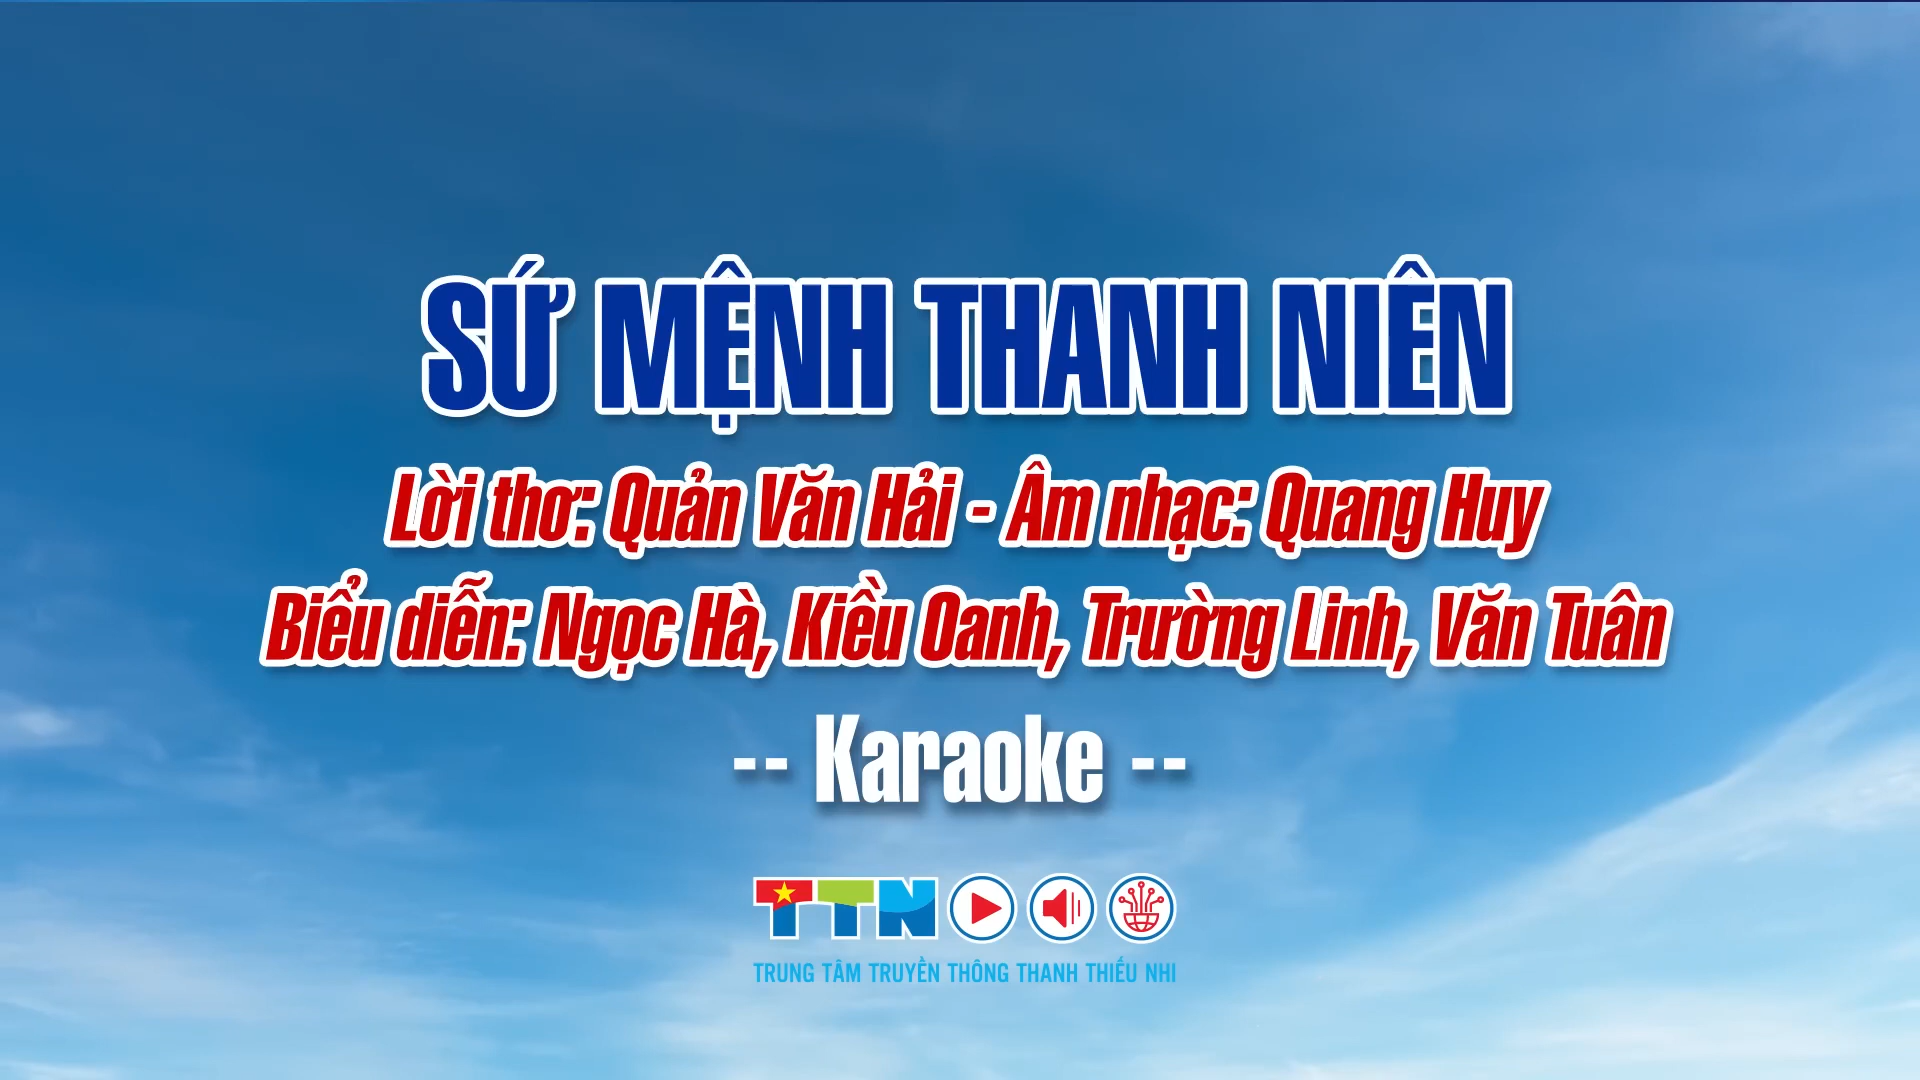 SỨ MỆNH THANH NIÊN
Lời thơ: Quản Văn Hải - Âm nhạc: Quang Huy
Biểu diễn: Ngọc Hà, Kiều Oanh, Trường Linh, Văn Tuân
-- Karaoke --
TTN
TRUNG TÂM TRUYỀN THÔNG THANH THIẾU NHI